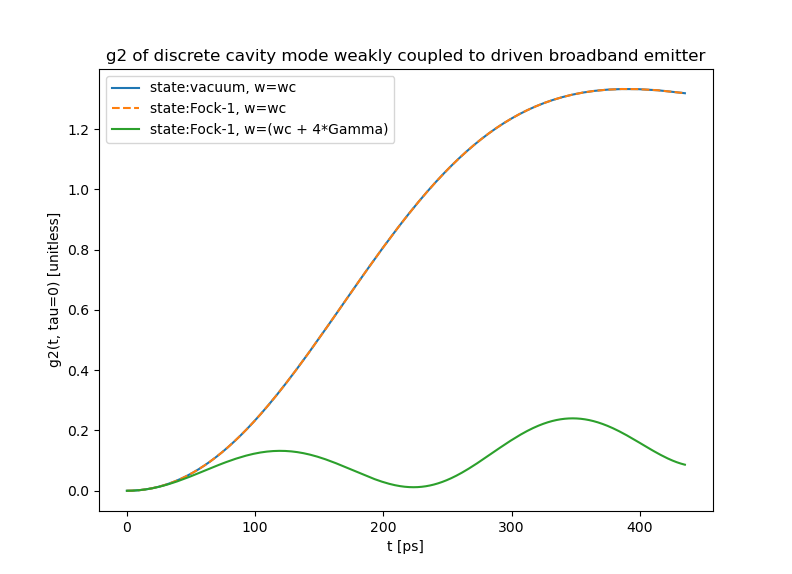 g2 of discrete cavity mode weakly coupled to driven broadband emitter
state:vacuum, w=wc
state:Fock-1, w=wc
state:Fock-1, w=(wc + 4*Gamma)
g2(t, tau=0) [unitless]
1.2
1.0
0.8
0.6
0.4
0.2
0.0
0 100 200 300 400
t [ps]